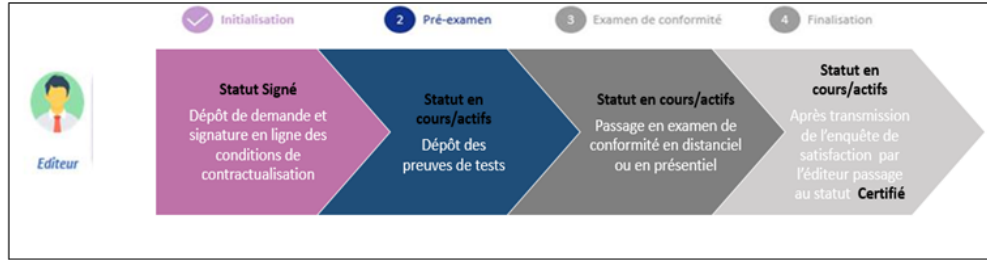 Initialisation
2 Pré-examen
3 Examen de conformité
4 Finalisation
Editeur
Statut Signé
Dépôt de demande et
signature en ligne des
conditions de
contractualisation
Statut en
cours/actifs
Dépôt des
preuves de tests
Statut en cours/actifs
Passage en examen de
conformité en distanciel
ou en présentiel
Statut en
cours/actifs
Après transmission
de l'enquête de
satisfaction par
l'éditeur passage
au statut Certifié